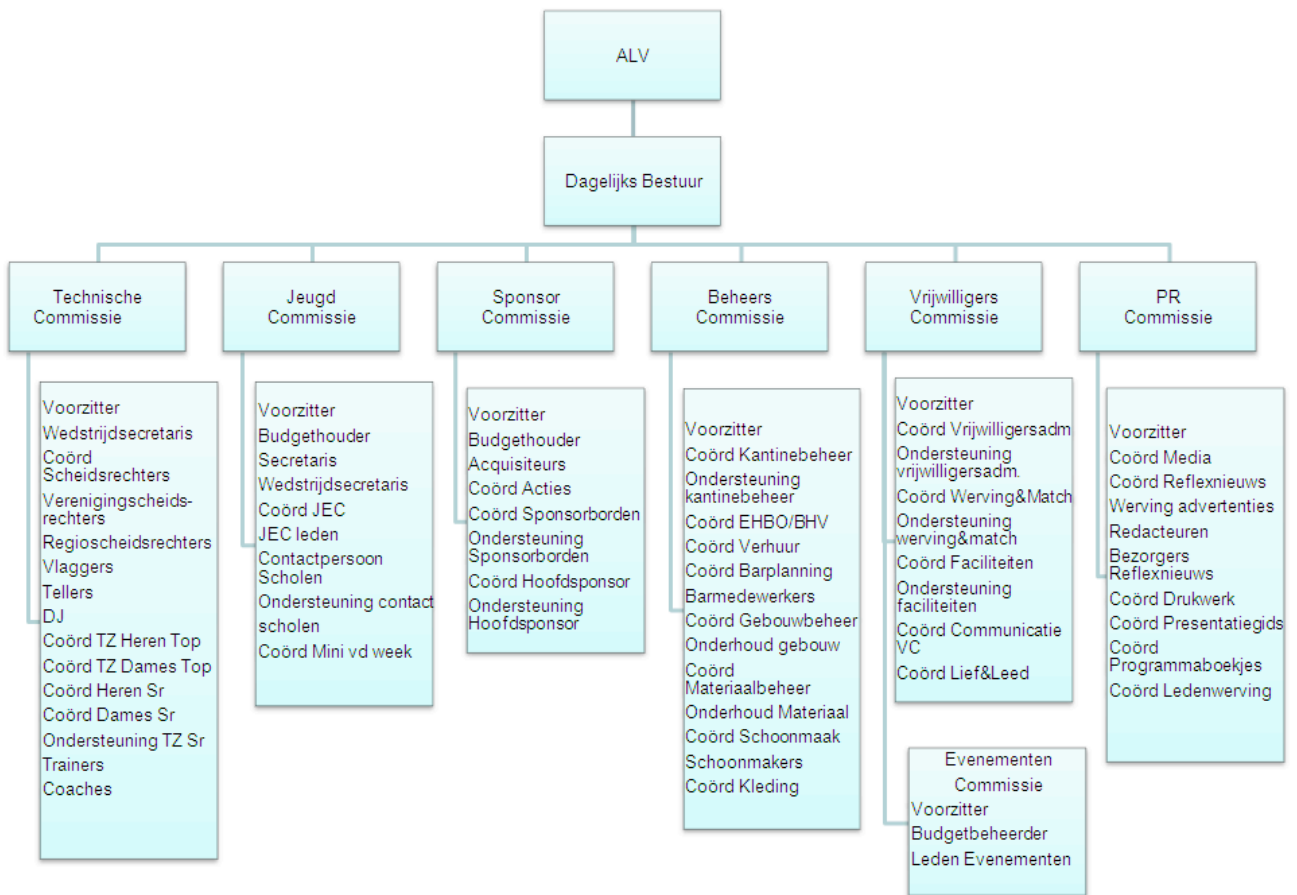 ALV
Dagelijks Bestuur
Technische
Commissie
Jeugd
Commissie
Sponsor
Commissie
Beheers
Commissie
Vrijwilligers
Commissie
PR
Commissie
Voorzitter
Wedstrijdsecretaris
Coörd
Scheidsrechters
Verenigingscheids-
rechters
Regioscheidsrechters
Vlaggers
Tellers
DJ
Coörd TZ Heren Top
Coörd TZ Dames Top
Coörd Heren Sr
Coörd Dames Sr
Ondersteuning TZ Sr
Trainers
Coaches
Voorzitter
Budgethouder
Secretaris
Wedstrijdsecretaris
Coörd JEC
JEC leden
Contactpersoon
Scholen
Ondersteuning contact
scholen
Coörd Mini vd week
Voorzitter
Budgethouder
Acquisiteurs
Coörd Acties
Coörd Sponsorborden
Ondersteuning
Sponsorborden
Coörd Hoofdsponsor
Ondersteuning
Hoofdsponsor
Voorzitter
Coörd Kantinebeheer
Ondersteuning
kantinebeheer
Coörd EHBO/BHV
Coörd Verhuur
Coörd Barplanning
Barmedewerkers
Coörd Gebouwbeheer
Onderhoud gebouw
Coörd
Materiaalbeheer
Onderhoud Materiaal
Coörd Schoonmaak
Schoonmakers
Coörd Kleding
Voorzitter
Coörd Vrijwilligersadm
Ondersteuning
vrijwilligersadm.
Coörd Werving&Match
Ondersteuning
werving&match
Coörd Faciliteiten
Ondersteuning
faciliteiten
Coörd Communicatie
VC
Coörd Lief&Leed
Evenementen
Commissie
Voorzitter
Budgetbeheerder
Leden Evenementen
Voorzitter
Coörd Media
Coörd Reflexnieuws
Werving advertenties
Redacteuren
Bezorgers
Reflexnieuws
Coörd Drukwerk
Coörd Presentatiegids
Coörd
Programmaboekjes
Coörd Ledenwerving